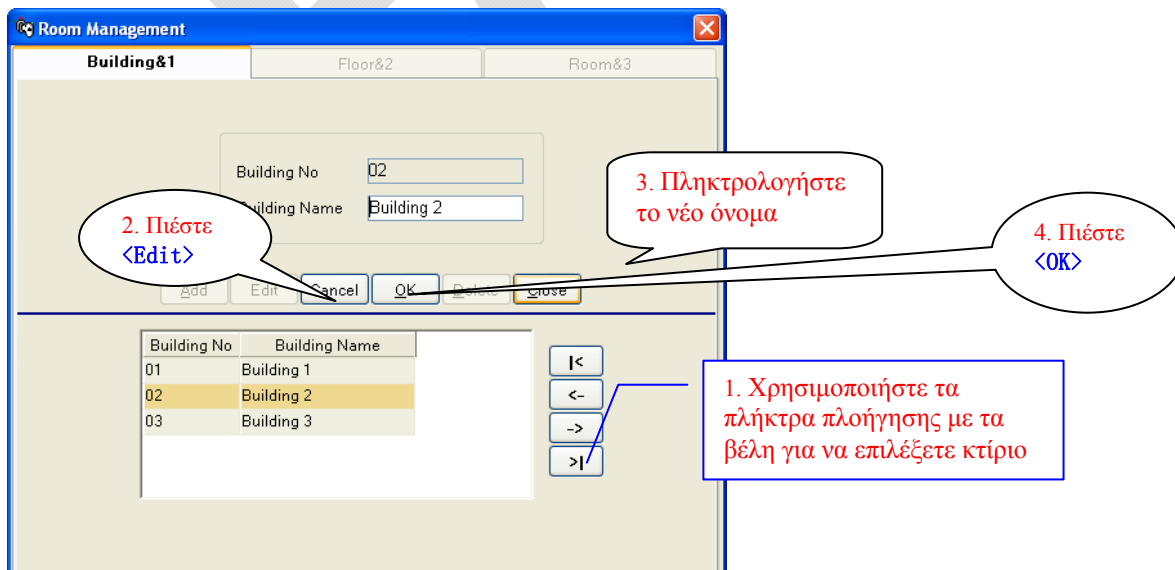 Room Management
Building&1 Floor&2 Room&3
Building No 02
Building Name Building 2
2. Πιέστε
<Edit>
3. Πληκτρολογήστε
το νέο όνομα
4. Πιέστε
<OK>
Add Edit Cancel OK Delete Close
Building No Building Name
01 Building 1
02 Building 2
03 Building 3
|<
<-
->
>|
1. Χρησιμοποιήστε τα
πλήκτρα πλοήγησης με τα
βέλη για να επιλέξετε κτίριο